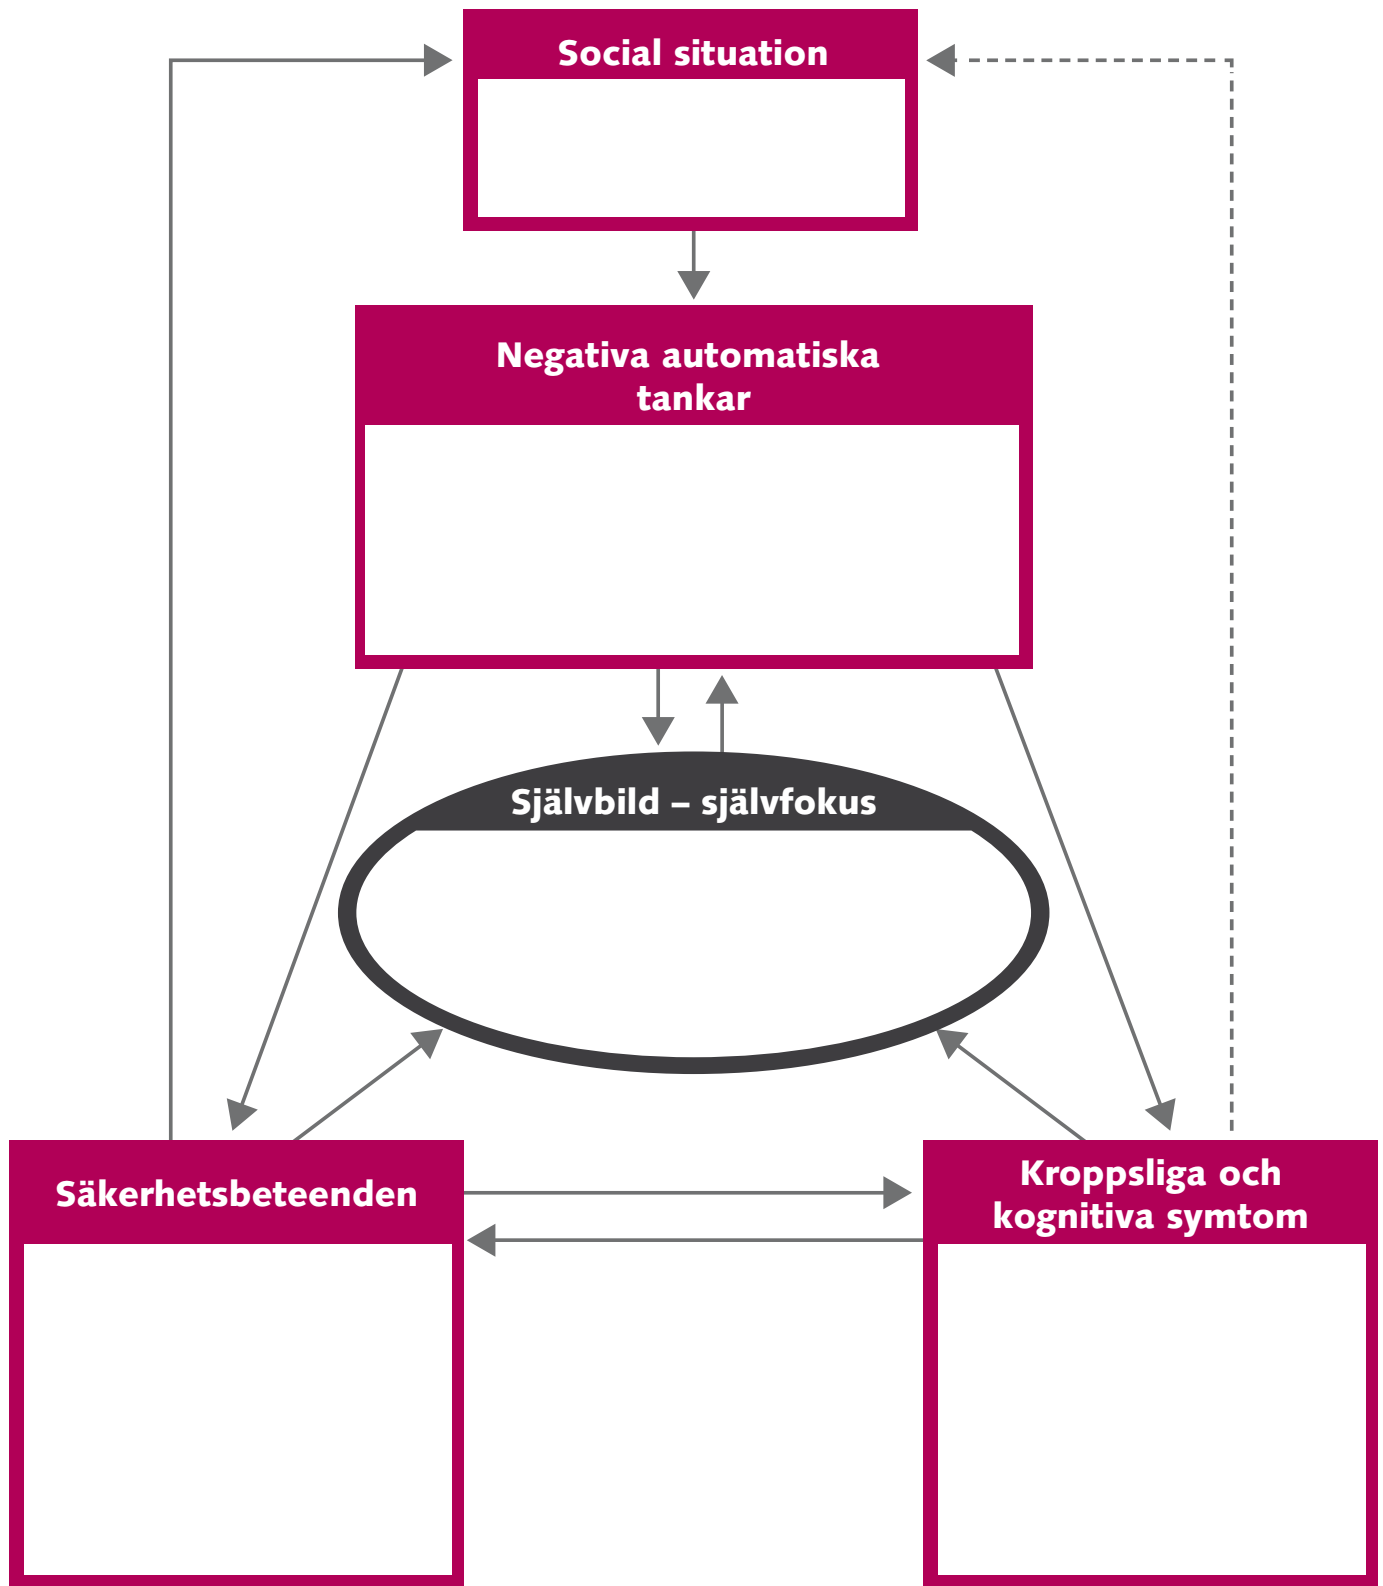 Social situation
Negativa automatiska
tankar
Självbild – självfokus
Säkerhetsbeteenden
Kroppsliga och
kognitiva symtom